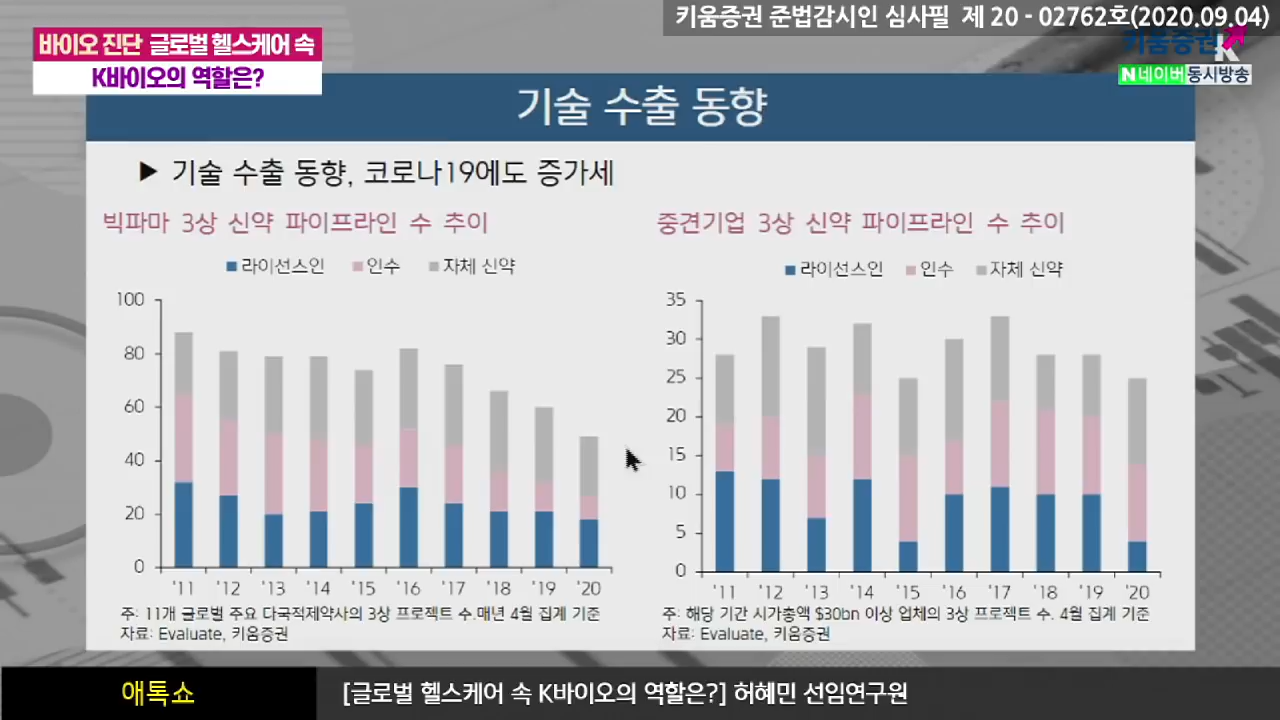 키움증권 준법감시인 심사필 제 20 - 02762호(2020.09.04)
바이오 진단 글로벌 헬스케어 속
K바이오의 역할은?
키움증권K
N 네이버 동시방송
기술 수출 동향
▶ 기술 수출 동향, 코로나19에도 증가세
빅파마 3상 신약 파이프라인 수 추이
라이선스인 인수 자체 신약
100
80
60
40
20
0
'11 '12 '13 '14 '15 '16 '17 '18 '19 '20
주: 11개 글로벌 주요 다국적제약사의 3상 프로젝트 수.매년 4월 집계 기준
자료: Evaluate, 키움증권
중견기업 3상 신약 파이프라인 수 추이
라이선스인 인수 자체 신약
35
30
25
20
15
10
5
0
'11 '12 '13 '14 '15 '16 '17 '18 '19 '20
주: 해당 기간 시가총액 $30bn 이상 업체의 3상 프로젝트 수. 4월 집계 기준
자료: Evaluate, 키움증권
애톡쇼
[글로벌 헬스케어 속 K바이오의 역할은?] 허혜민 선임연구원